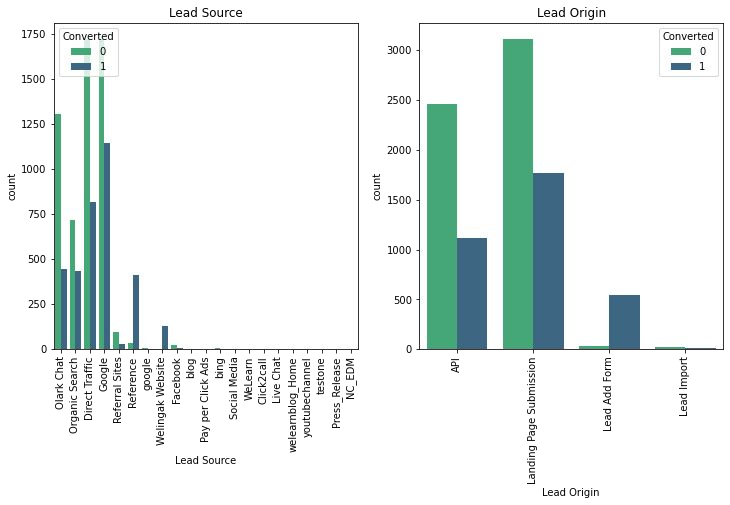 Lead Source
Converted
0
1
1750
1500
1250
1000
750
500
250
0
count
Olark Chat
Organic Search
Direct Traffic
Google
Referral Sites
Reference
google
Welingak Website
Facebook
blog
Pay per Click Ads
bing
Social Media
WeLearn
Click2call
Live Chat
welearnblog_Home
youtubechannel
testone
Press_Release
NC_EDM
Lead Source
Lead Origin
Converted
0
1
3000
2500
2000
1500
1000
500
0
count
API
Landing Page Submission
Lead Add Form
Lead Import
Lead Origin